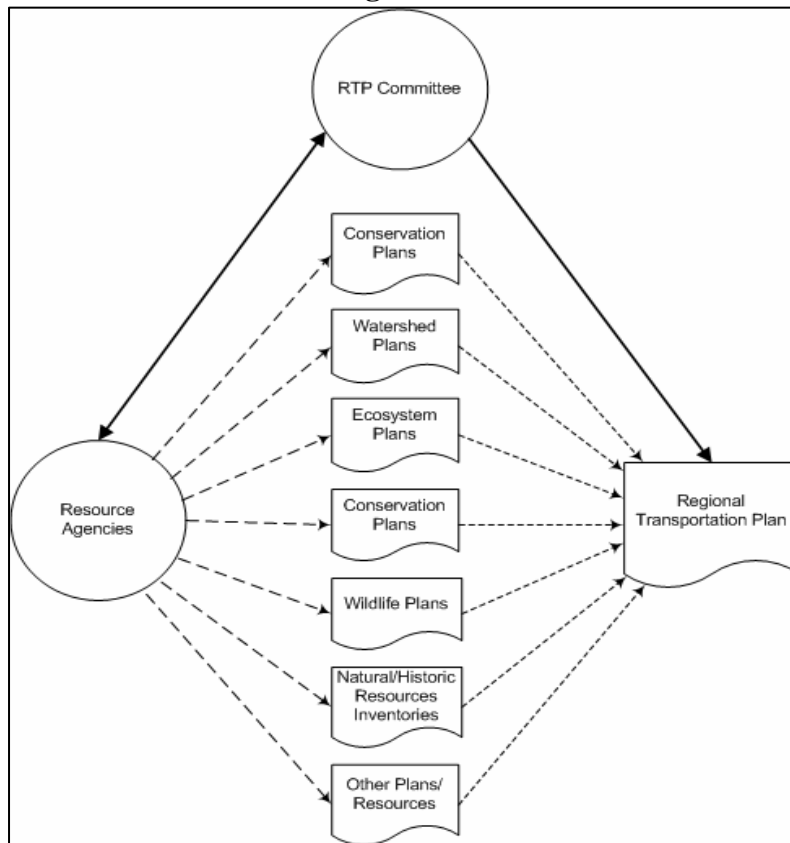 RTP Committee
Conservation
Plans
Watershed
Plans
Ecosystem
Plans
Resource
Agencies
Conservation
Plans
Regional
Transportation Plan
Wildlife Plans
Natural/Historic
Resources
Inventories
Other Plans/
Resources